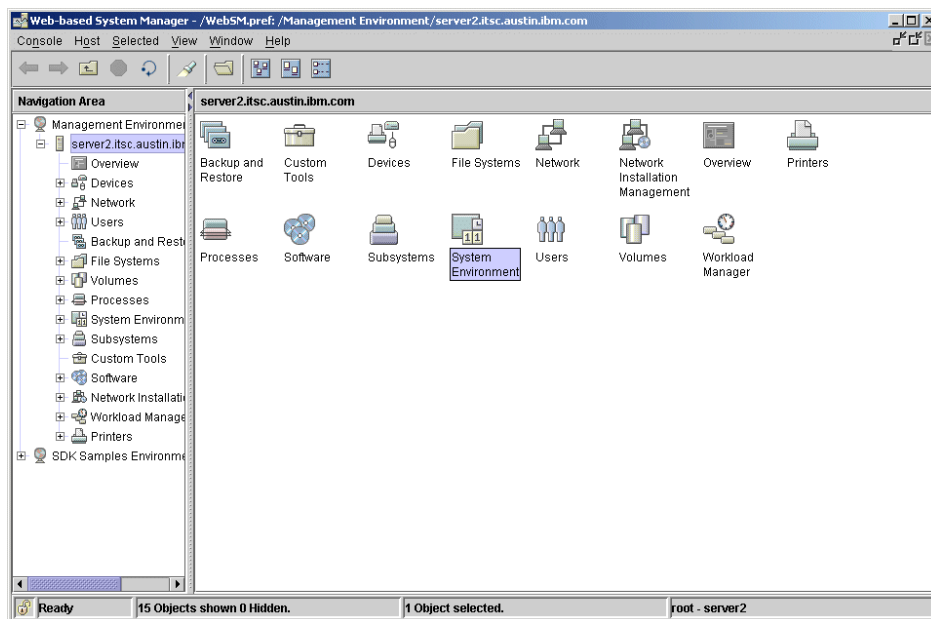 Web-based System Manager - /WebSM.pref: /Management Environment/server2.itsc.austin.ibm.com
Console Host Selected View Window Help
Navigation Area
server2.itsc.austin.ibm.com
Management Environmer
server2.itsc.austin.ibr
Overview
Devices
Network
Users
Backup and Resto
File Systems
Volumes
Processes
System Environm
Subsystems
Custom Tools
Software
Network Installati
Workload Manage
Printers
SDK Samples Environme
Backup and Restore
Custom Tools
Devices
File Systems
Network
Network Installation Management
Overview
Printers
Processes
Software
Subsystems
System Environment
Users
Volumes
Workload Manager
Ready
15 Objects shown 0 Hidden.
1 Object selected.
root - server2